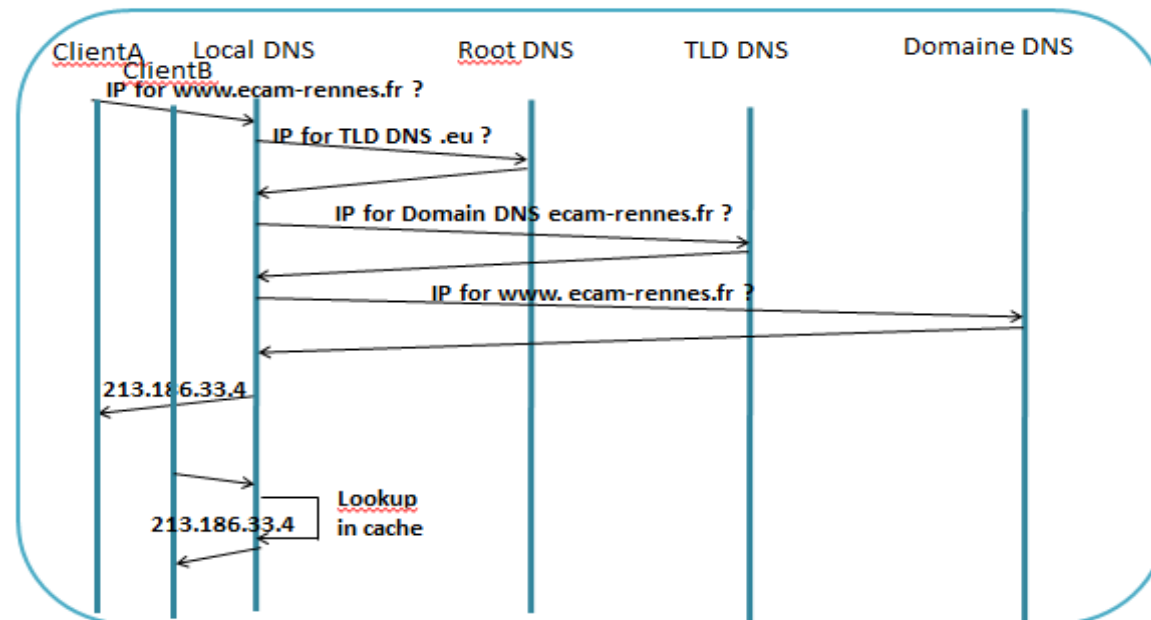 ClientA
Local DNS
Root DNS
TLD DNS
Domaine DNS
ClientB
IP for www.ecam-rennes.fr ?
IP for TLD DNS .eu ?
IP for Domain DNS ecam-rennes.fr ?
IP for www. ecam-rennes.fr ?
213.186.33.4
Lookup
in cache
213.186.33.4